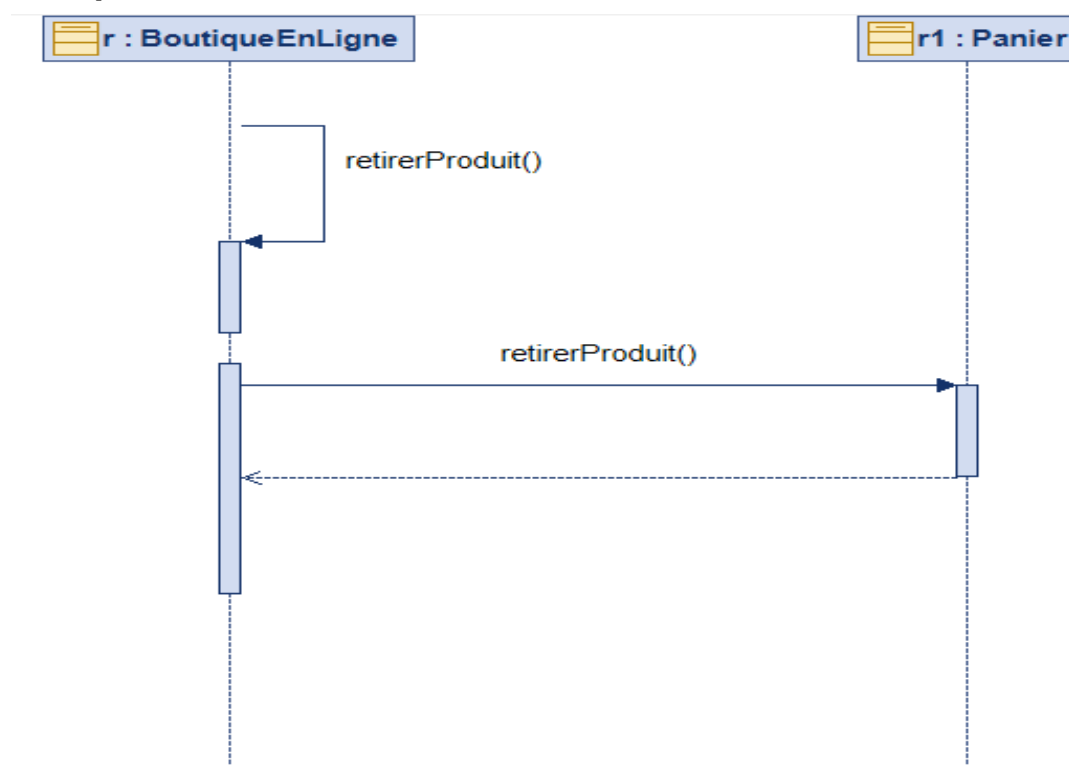 r : BoutiqueEnLigne
r1 : Panier
retirerProduit()
retirerProduit()